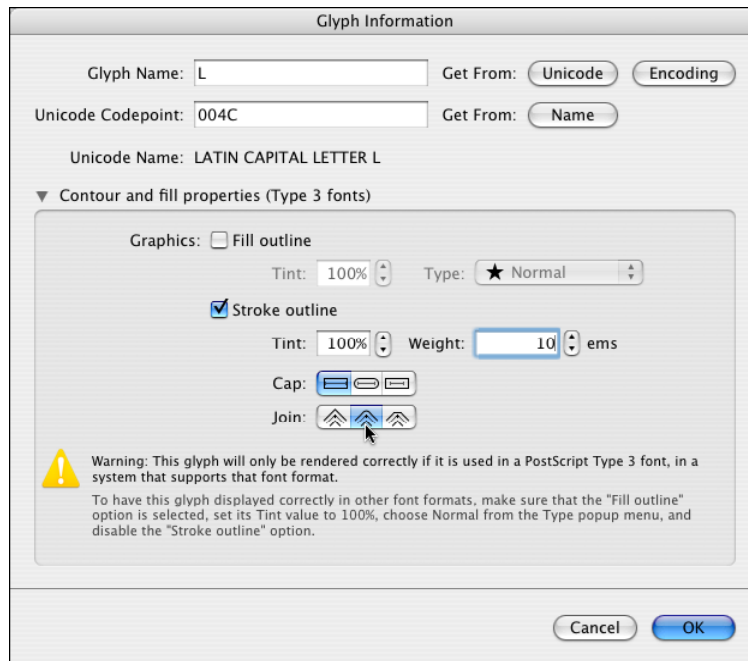 Glyph Information
Glyph Name: L Get From: Unicode Encoding
Unicode Codepoint: 004C Get From: Name
Unicode Name: LATIN CAPITAL LETTER L
Contour and fill properties (Type 3 fonts)
Graphics: Fill outline
Tint: 100% Type: ★ Normal
Stroke outline
Tint: 100% Weight: 10 ems
Cap:
Join:
Warning: This glyph will only be rendered correctly if it is used in a PostScript Type 3 font, in a
system that supports that font format.
To have this glyph displayed correctly in other font formats, make sure that the "Fill outline"
option is selected, set its Tint value to 100%, choose Normal from the Type popup menu, and
disable the "Stroke outline" option.
Cancel OK